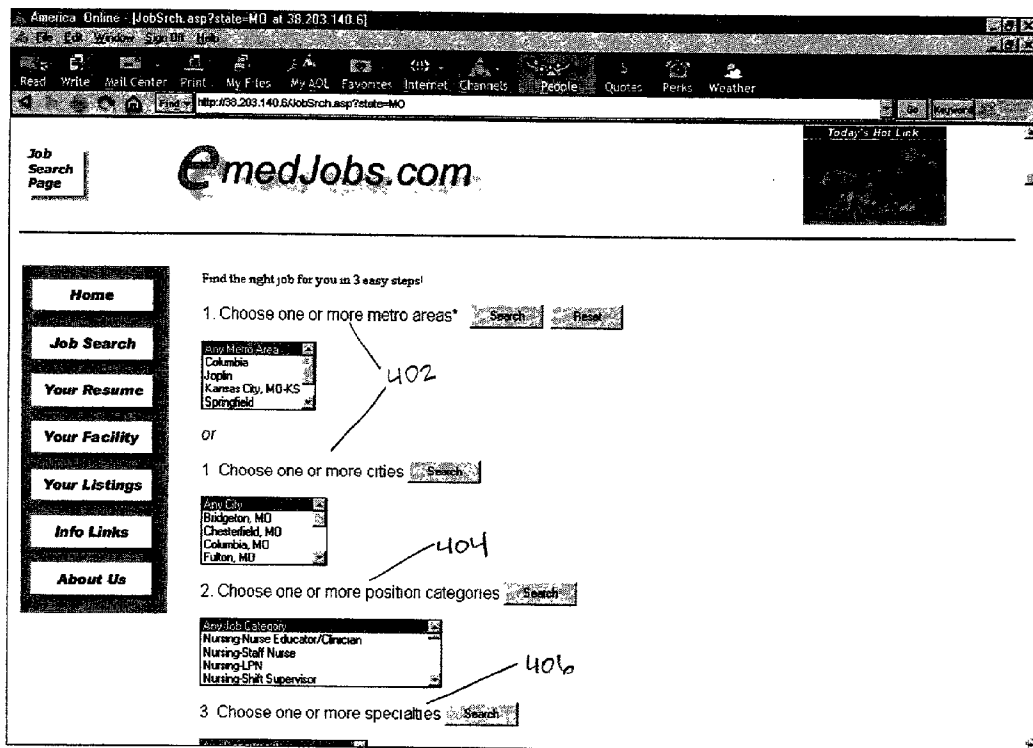 America Online - [JobSrch.asp?state=MO at 38.203.140.6]
File Edit Window Sign Off Help
Read Write Mail Center Print My Files My AOL Favorites Internet Channels People Quotes Perks Weather
Find http://38.203.140.6/JobSrch.asp?state=MO Go Keyword
Today's Hot Link
Job
Search
Page
emedJobs.com
Find the right job for you in 3 easy steps!
Home
1. Choose one or more metro areas* Search Reset
Job Search
Any Metro Area
Columbia
Joplin
Kansas City, MO-KS
Springfield
402
Your Resume
Your Facility
or
1 Choose one or more cities Search
Your Listings
Any City
Bridgeton, MO
Chesterfield, MO
Columbia, MO
Fulton, MO
Info Links
404
About Us
2. Choose one or more position categories Search
Any Job Category
Nursing-Nurse Educator/Clinician
Nursing-Staff Nurse
Nursing-LPN
Nursing-Shift Supervisor
406
3 Choose one or more specialties Search